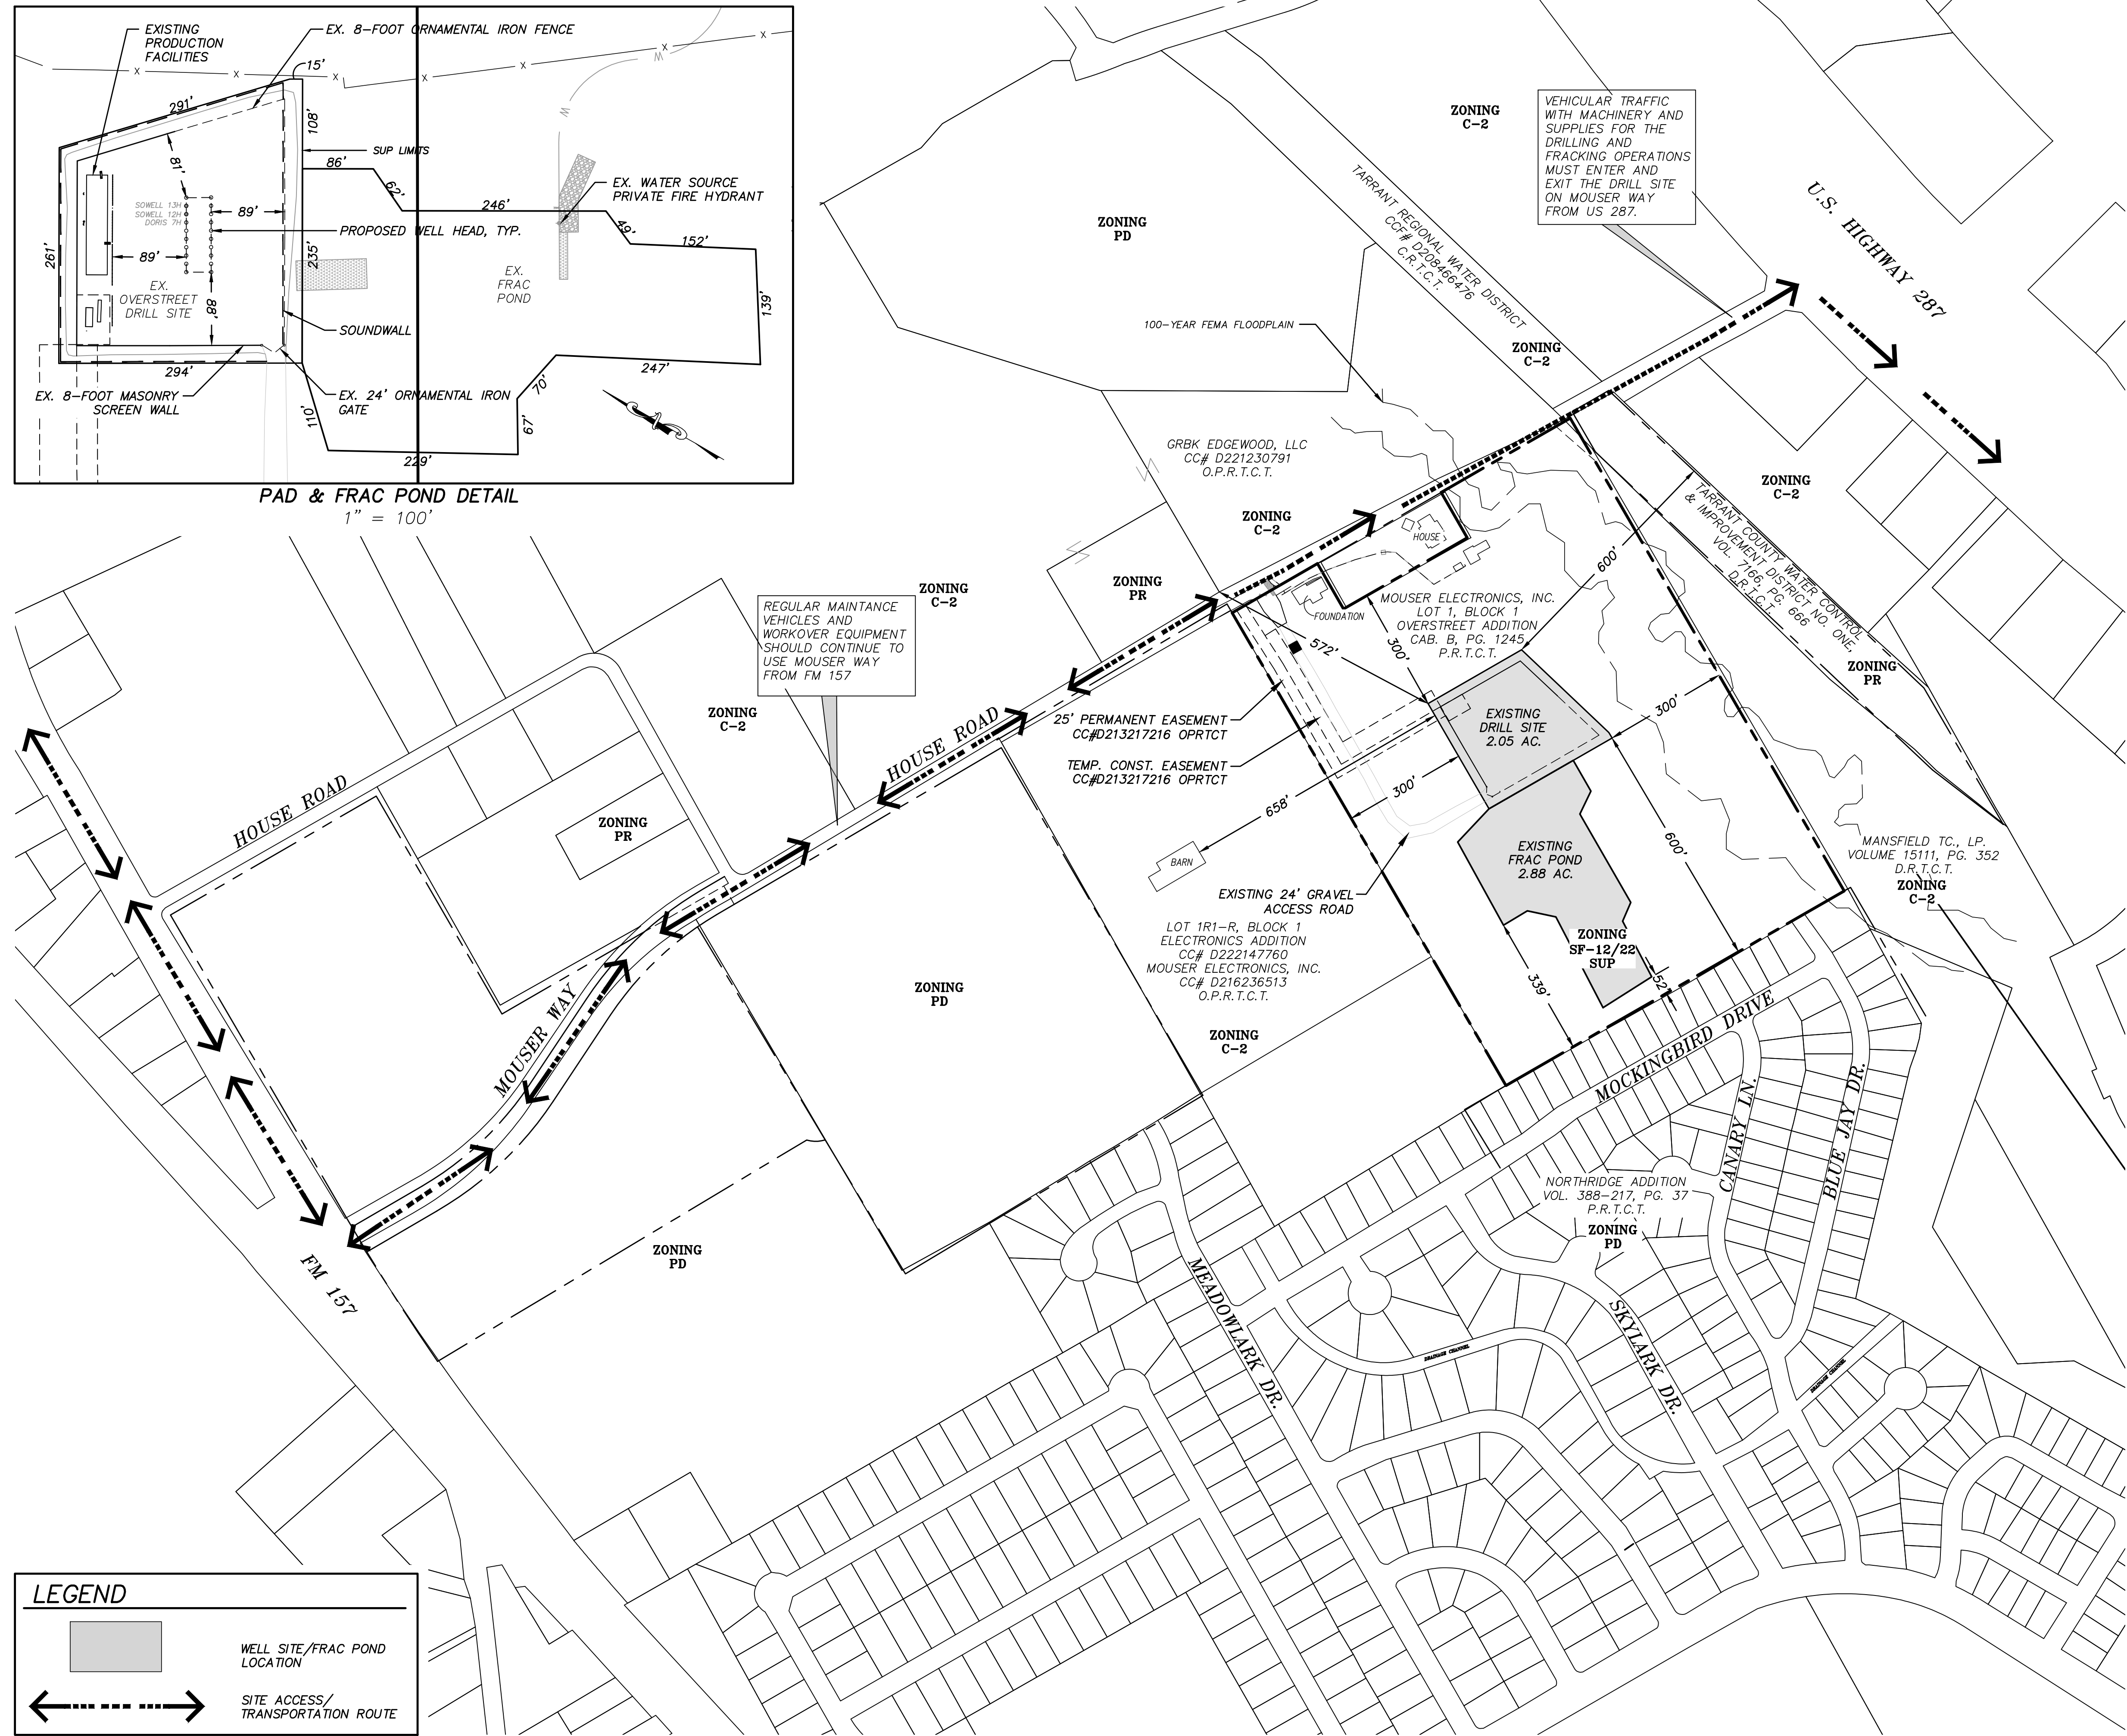 EXISTING
PRODUCTION
FACILITIES
EX. 8-FOOT ORNAMENTAL IRON FENCE
15'
291'
108'
SUP LIMITS
86'
81'
62'
EX. WATER SOURCE
PRIVATE FIRE HYDRANT
SOWELL 13H
SOWELL 12H
DORIS 7H
89'
246'
PROPOSED WELL HEAD, TYP.
49'
152'
261'
89'
235'
EX.
OVERSTREET
DRILL SITE
88'
EX.
FRAC
POND
139'
SOUNDWALL
294'
247'
70'
EX. 8-FOOT MASONRY
SCREEN WALL
EX. 24' ORNAMENTAL IRON
GATE
110'
67'
229'
W
W
X
X
X
X
X
X
X
PAD & FRAC POND DETAIL
1" = 100'
ZONING
C-2
VEHICULAR TRAFFIC
WITH MACHINERY AND
SUPPLIES FOR THE
DRILLING AND
FRACKING OPERATIONS
MUST ENTER AND
EXIT THE DRILL SITE
ON MOUSER WAY
FROM US 287.
U.S. HIGHWAY 287
ZONING
PD
TARRANT REGIONAL WATER DISTRICT
CCF# D208466476
C.R.T.C.T.
100-YEAR FEMA FLOODPLAIN
ZONING
C-2
GRBK EDGEWOOD, LLC
CC# D221230791
O.P.R.T.C.T.
ZONING
C-2
ZONING
C-2
TARRANT COUNTY WATER CONTROL
& IMPROVEMENT DISTRICT NO. ONE,
VOL. 7166, PG. 666
D.R.T.C.T.
HOUSE
600'
ZONING
PR
ZONING
C-2
FOUNDATION
MOUSER ELECTRONICS, INC.
LOT 1, BLOCK 1
OVERSTREET ADDITION
CAB. B, PG. 1245
P.R.T.C.T.
REGULAR MAINTANCE
VEHICLES AND
WORKOVER EQUIPMENT
SHOULD CONTINUE TO
USE MOUSER WAY
FROM FM 157
572'
300'
ZONING
PR
ZONING
C-2
HOUSE ROAD
25' PERMANENT EASEMENT
CC#D213217216 OPRTCT
EXISTING
DRILL SITE
2.05 AC.
300'
TEMP. CONST. EASEMENT
CC#D213217216 OPRTCT
300'
658'
HOUSE ROAD
ZONING
PR
EXISTING
FRAC POND
2.88 AC.
600'
MANSFIELD TC., LP.
VOLUME 15111, PG. 352
D.R.T.C.T.
ZONING
C-2
BARN
EXISTING 24' GRAVEL
ACCESS ROAD
LOT 1R1-R, BLOCK 1
ELECTRONICS ADDITION
CC# D222147760
MOUSER ELECTRONICS, INC.
CC# D216236513
O.P.R.T.C.T.
ZONING
SF-12/22
SUP
52'
339'
ZONING
PD
ZONING
C-2
MOUSER WAY
MOCKINGBIRD DRIVE
CANARY LN.
BLUE JAY DR.
NORTHRIDGE ADDITION
VOL. 388-217, PG. 37
P.R.T.C.T.
ZONING
PD
ZONING
PD
FM 157
MEADOWLARK DR.
SKYLARK DR.
DRAINAGE CHANNEL
DRAINAGE CHANNEL
LEGEND
WELL SITE/FRAC POND
LOCATION
SITE ACCESS/
TRANSPORTATION ROUTE